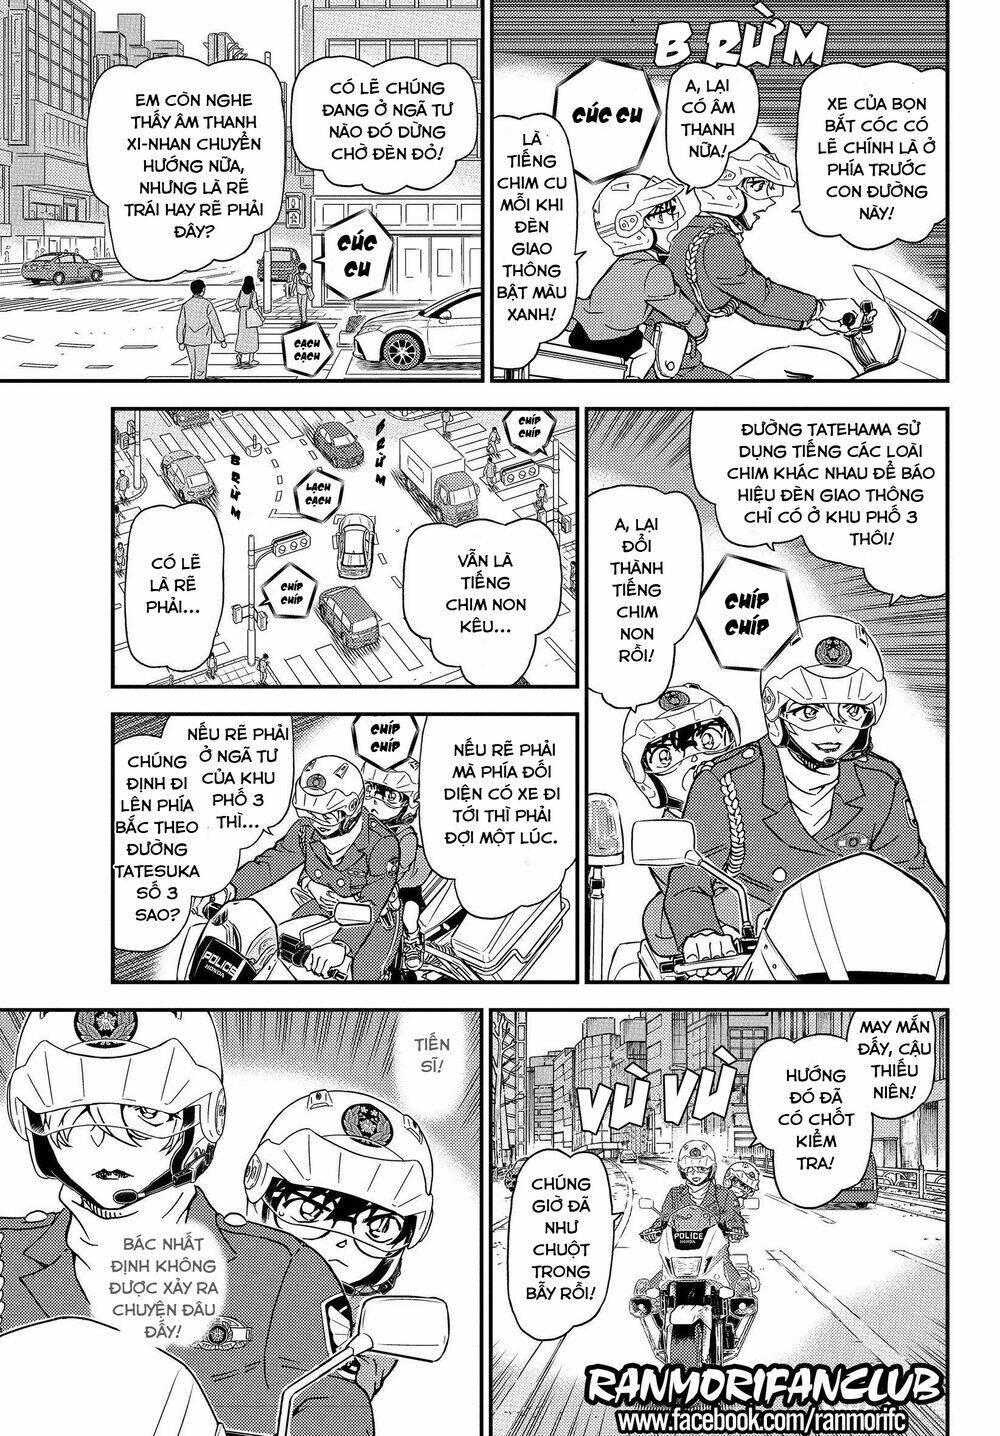 BRỪM
XE CỦA BỌN
BẮT CÓC CÓ
LẼ CHÍNH LÀ Ở
PHÍA TRƯỚC
CON ĐƯỜNG
NÀY!
A, LẠI
CÓ ÂM
THANH
NỮA!
CÚC CU
LÀ TIẾNG
CHIM CU
MỖI KHI
ĐÈN
GIAO
THÔNG
BẬT MÀU
XANH!
CÓ LẼ CHÚNG
ĐANG Ở NGÃ TƯ
NÀO ĐÓ DỪNG
CHỜ ĐÈN ĐỎ!
EM CÒN NGHE
THẤY ÂM THANH
XI-NHAN CHUYỂN
HƯỚNG NỮA,
NHƯNG LÀ RẼ
TRÁI HAY RẼ PHẢI
ĐÂY?
CÚC
CU
CẠCH
CẠCH
ĐƯỜNG TATEHAMA SỬ
DỤNG TIẾNG CÁC LOÀI
CHIM KHÁC NHAU ĐỂ BÁO
HIỆU ĐÈN GIAO THÔNG
CHỈ CÓ Ở KHU PHỐ 3
THÔI!
A, LẠI
ĐỔI
THÀNH
TIẾNG
CHIM
NON
RỒI!
CHÍP
CHÍP
CHÍP
CHÍP
BRỪM
LẠCH
CẠCH
BRỪM
VẪN LÀ
TIẾNG
CHIM NON
KÊU...
CHÍP
CHÍP
CÓ LẼ
LÀ RẼ
PHẢI...
NẾU RẼ PHẢI
MÀ PHÍA ĐỐI
DIỆN CÓ XE ĐI
TỚI THÌ PHẢI
ĐỢI MỘT LÚC.
CHÍP
CHÍP
NẾU RẼ PHẢI
Ở NGÃ TƯ
CỦA KHU
PHỐ 3
THÌ...
CHÚNG
ĐỊNH ĐI
LÊN PHÍA
BẮC THEO
ĐƯỜNG
TATESUKA
SỐ 3
SAO?
POLICE
HONDA
MAY MẮN
ĐẤY, CẬU
THIẾU
NIÊN!
HƯỚNG
ĐÓ ĐÃ
CÓ CHỐT
KIỂM
TRA!
VÙ VÙ
CHÚNG
GIỜ ĐÃ
NHƯ
CHUỘT
TRONG
BẪY RỒI!
POLICE
HONDA
TIẾN
SĨ!
BÁC NHẤT
ĐỊNH KHÔNG
ĐƯỢC XẢY RA
CHUYỆN ĐÂU
ĐẤY!
RANMORIFANCLUB
www.facebook.com/ranmorifc